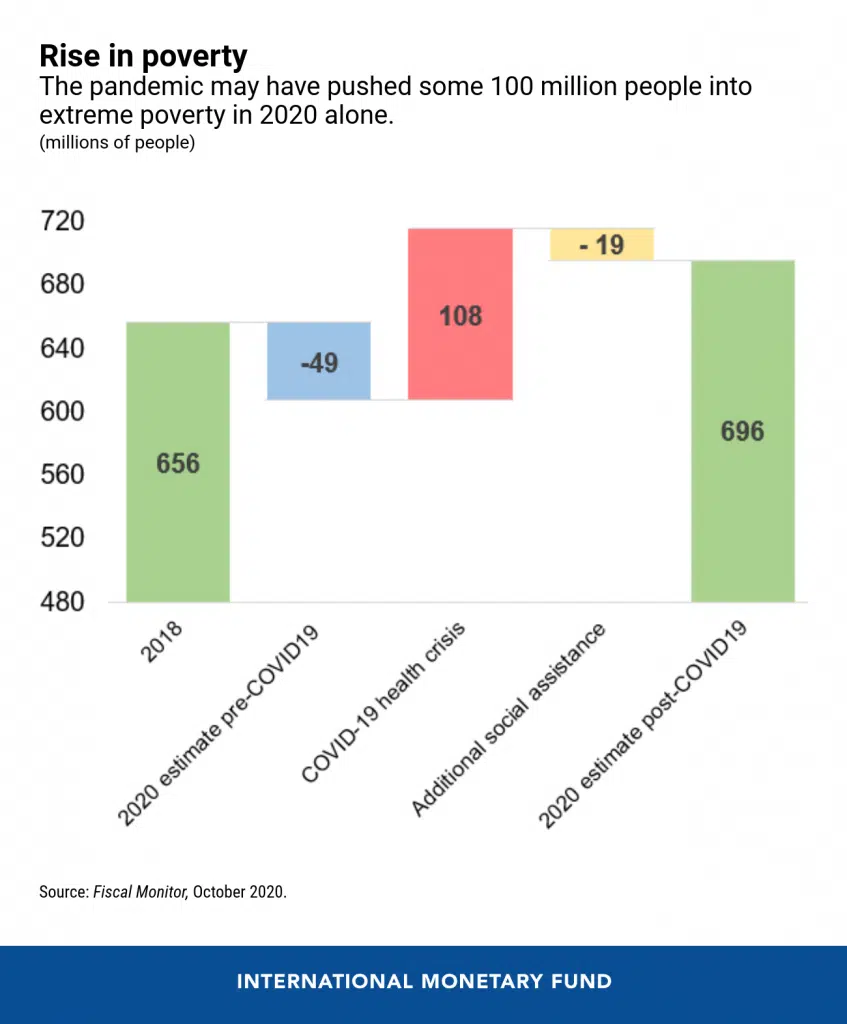 Rise in poverty
The pandemic may have pushed some 100 million people into
extreme poverty in 2020 alone.
(millions of people)
720
680
640
600
560
520
480
656
-49
108
- 19
696
2018
2020 estimate pre-COVID19
COVID-19 health crisis
Additional social assistance
2020 estimate post-COVID19
Source: Fiscal Monitor, October 2020.
INTERNATIONAL MONETARY FUND